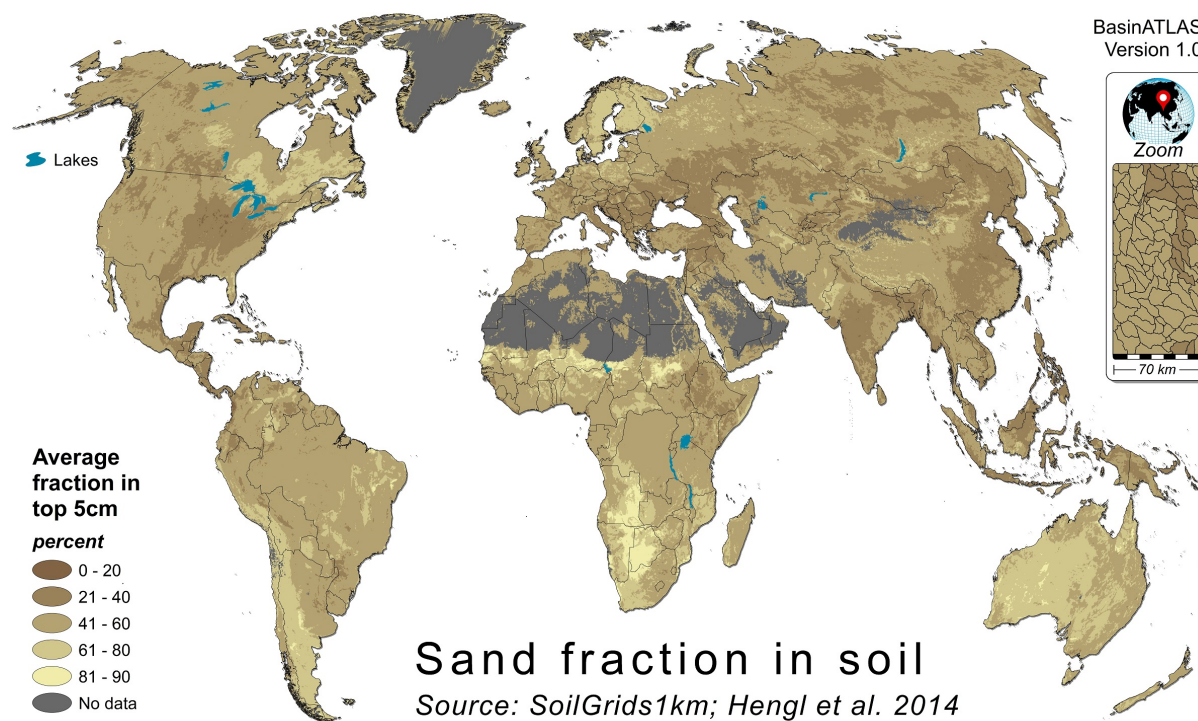 BasinATLAS
Version 1.0
Zoom
70 km
Lakes
Average
fraction in
top 5cm
percent
0 - 20
21 - 40
41 - 60
61 - 80
81 - 90
No data
Sand fraction in soil
Source: SoilGrids1km; Hengl et al. 2014